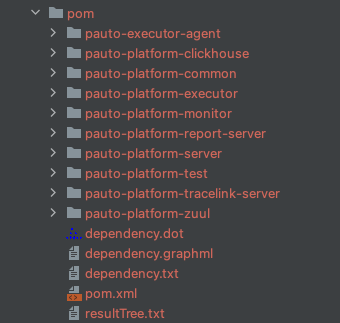 pom
pauto-executor-agent
pauto-platform-clickhouse
pauto-platform-common
pauto-platform-executor
pauto-platform-monitor
pauto-platform-report-server
pauto-platform-server
pauto-platform-test
pauto-platform-tracelink-server
pauto-platform-zuul
dependency.dot
dependency.graphml
dependency.txt
pom.xml
resultTree.txt